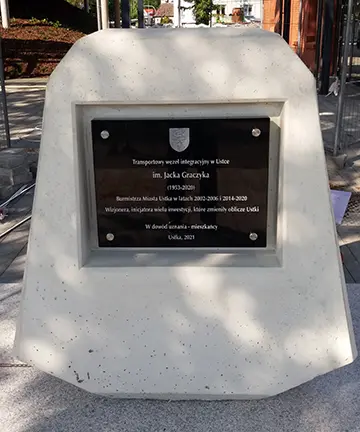 Transportowy węzeł integracyjny w Ustce
im. Jacka Graczyka
(1953-2020)
Burmistrza Miasta Ustka w latach 2002-2006 i 2014-2020
Wizjonera, inicjatora wielu inwestycji, które zmieniły oblicze Ustki
W dowód uznania - mieszkańcy
Ustka, 2021